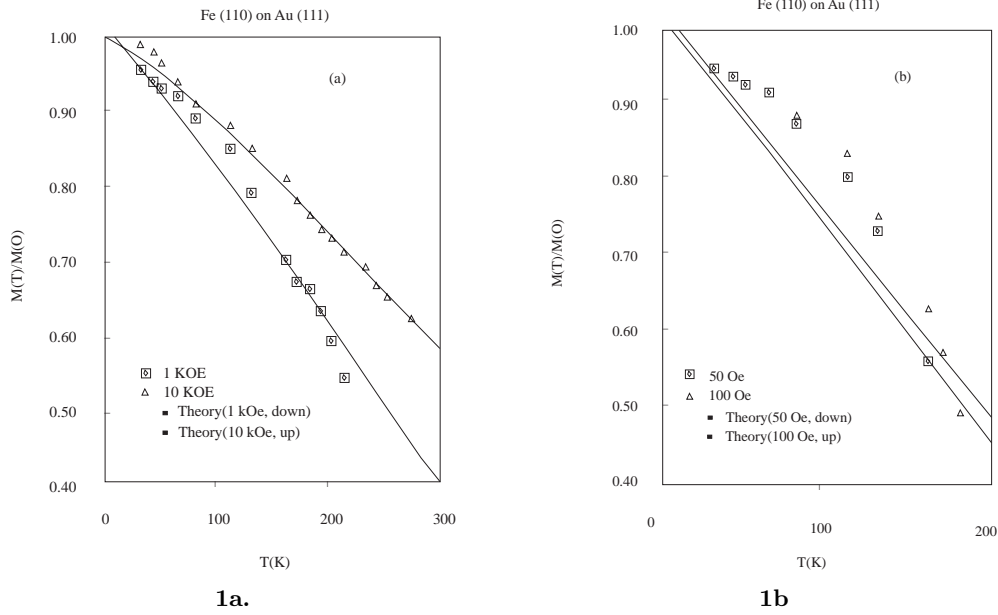 Fe (110) on Au (111)
1.00
(a)
0.90
0.80
M(T)/M(O)
0.70
0.60
1 KOE
10 KOE
Theory(1 kOe, down)
Theory(10 kOe, up)
0.50
0.40
0
100
200
300
T(K)
1a.
Fe (110) on Au (111)
1.00
(b)
0.90
0.80
M(T)/M(O)
0.70
0.60
50 Oe
100 Oe
Theory(50 Oe, down)
Theory(100 Oe, up)
0.50
0.40
0
100
200
T(K)
1b